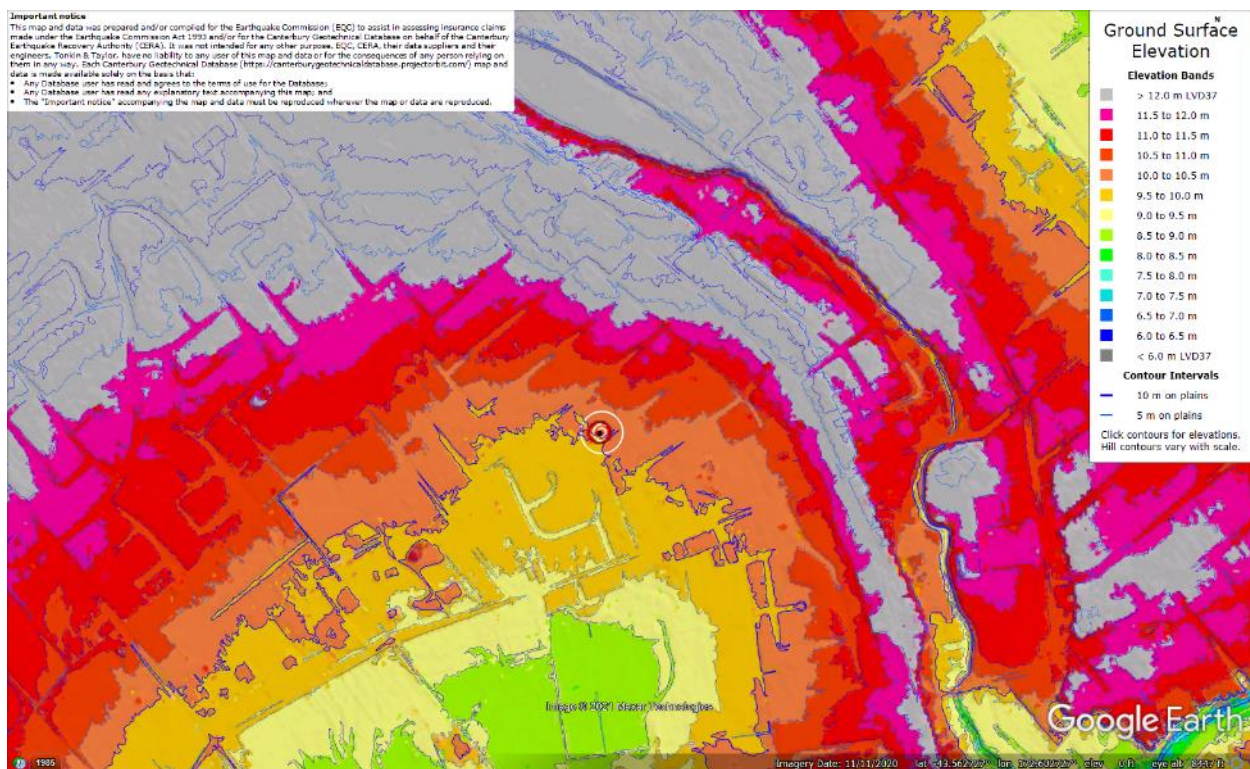 Important notice
This map and data was prepared and/or compiled for the Earthquake Commission (EQC) to assist in assessing insurance claims
made under the Earthquake Commission Act 1993 and/or for the Canterbury Geotechnical Database on behalf of the Canterbury
Earthquake Recovery Authority (CERA). It was not intended for any other purpose. EQC, CERA, their data suppliers and their
engineers, Tonkin & Taylor, have no liability to any user of this map and data or for the consequences of any person relying on
them in any way. Each Canterbury Geotechnical Database (https://canterburygeotechnicaldatabase.projectorbit.com/) map and
data is made available solely on the basis that:
• Any Database user has read and agrees to the terms of use for the Database;
• Any Database user has read any explanatory text accompanying this map; and
• The "Important notice" accompanying the map and data must be reproduced wherever the map or data are reproduced.
N
Ground Surface
Elevation
Elevation Bands
> 12.0 m LVD37
11.5 to 12.0 m
11.0 to 11.5 m
10.5 to 11.0 m
10.0 to 10.5 m
9.5 to 10.0 m
9.0 to 9.5 m
8.5 to 9.0 m
8.0 to 8.5 m
7.5 to 8.0 m
7.0 to 7.5 m
6.5 to 7.0 m
6.0 to 6.5 m
< 6.0 m LVD37
Contour Intervals
10 m on plains
5 m on plains
Click contours for elevations.
Hill contours vary with scale.
Image © 2021 Maxar Technologies
Google Earth
1985
Imagery Date: 11/11/2020 lat -43.562727° lon 172.602727° elev 0 ft eye alt